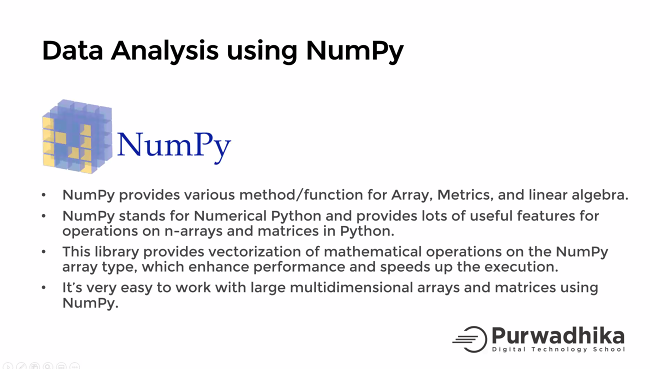 Data Analysis using NumPy
NumPy
• NumPy provides various method/function for Array, Metrics, and linear algebra.
• NumPy stands for Numerical Python and provides lots of useful features for
operations on n-arrays and matrices in Python.
• This library provides vectorization of mathematical operations on the NumPy
array type, which enhance performance and speeds up the execution.
• It's very easy to work with large multidimensional arrays and matrices using
NumPy.
Purwadhika
Digital Technology School